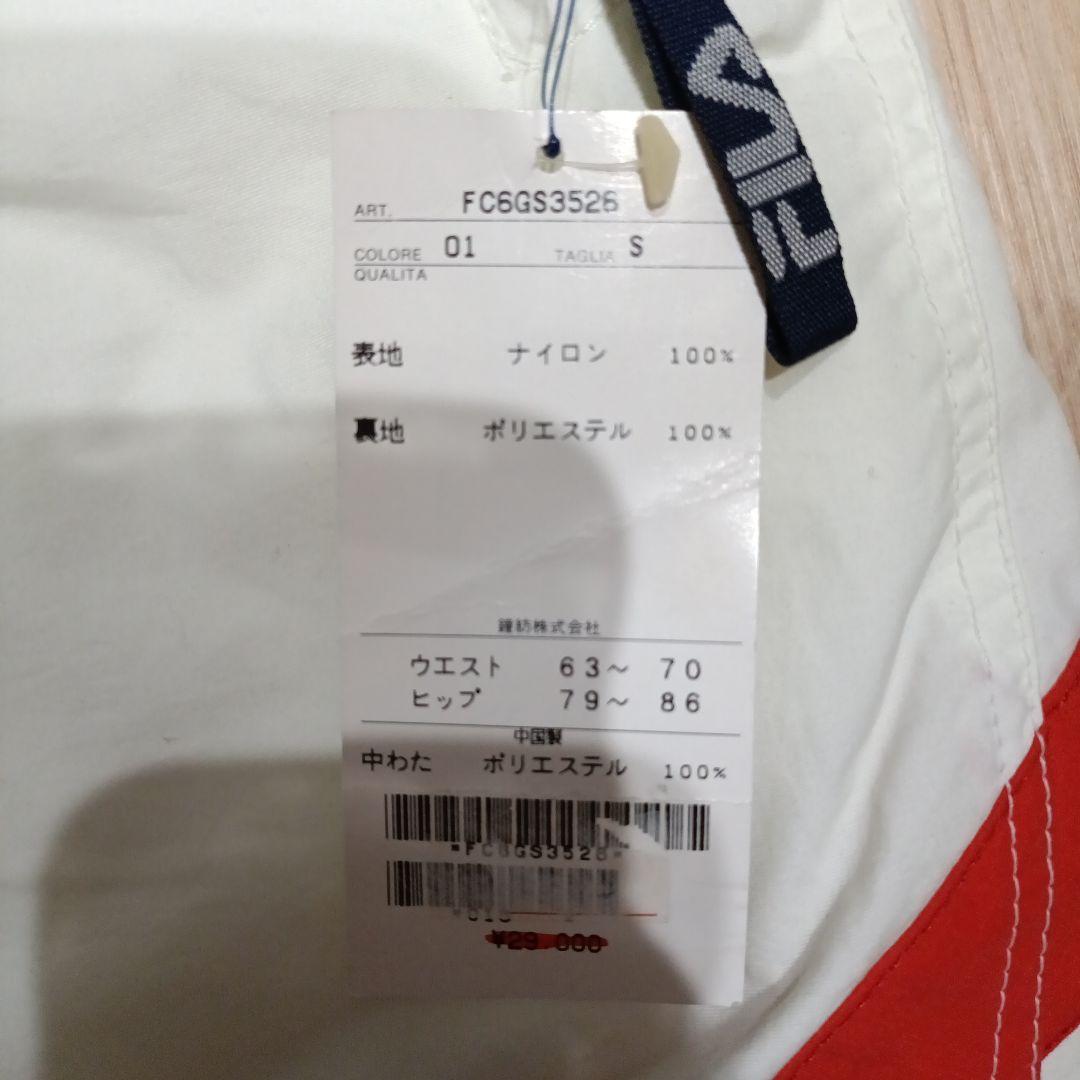 FILA
ART. FC6GS3526
COLORE 01 TAGLIA S
QUALITA
表地 ナイロン 100%
裏地 ポリエステル 100%
鐘紡株式会社
ウエスト 63～ 70
ヒップ 79～ 86
中国製
中わた ポリエステル 100%
*FC6GS3526*
¥29 000